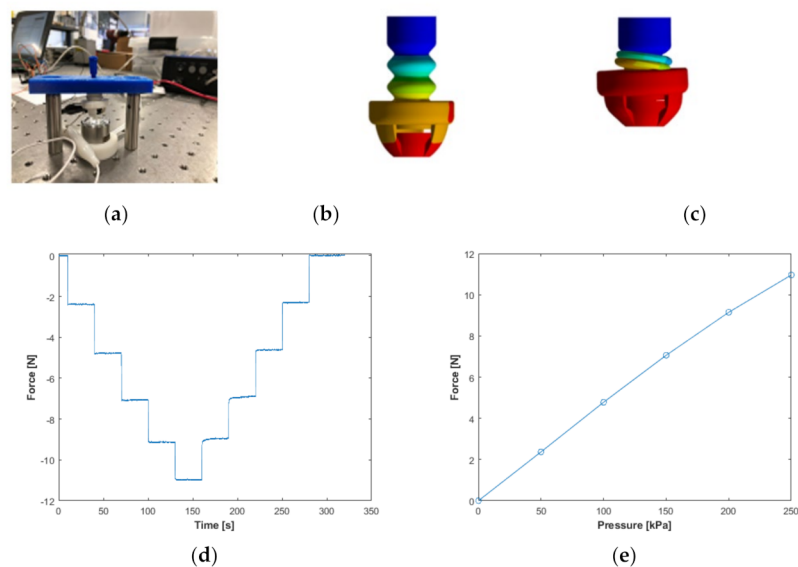 (a)
(b)
(c)
0
-2
-4
-6
-8
-10
-12
Force [N]
0 50 100 150 200 250 300 350
Time [s]
(d)
12
10
8
6
4
2
0
Force [N]
0 50 100 150 200 250
Pressure [kPa]
(e)